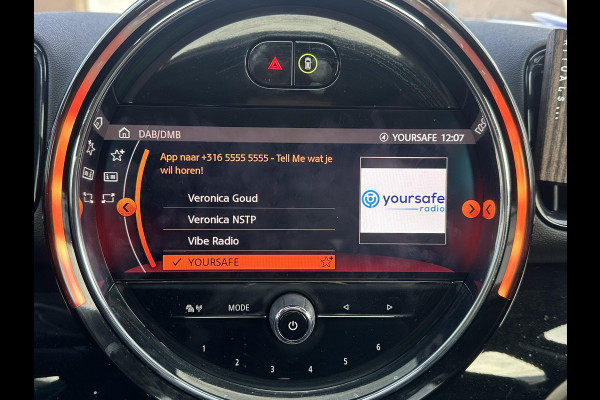 DAB/DMB
YOURSAFE 12:07
App naar +316 5555 5555 - Tell Me wat je
wil horen!
Veronica Goud
Veronica NSTP
Vibe Radio
YOURSAFE
yoursafe
radio
MODE
1 2 3 4 5 6
RITUALS...